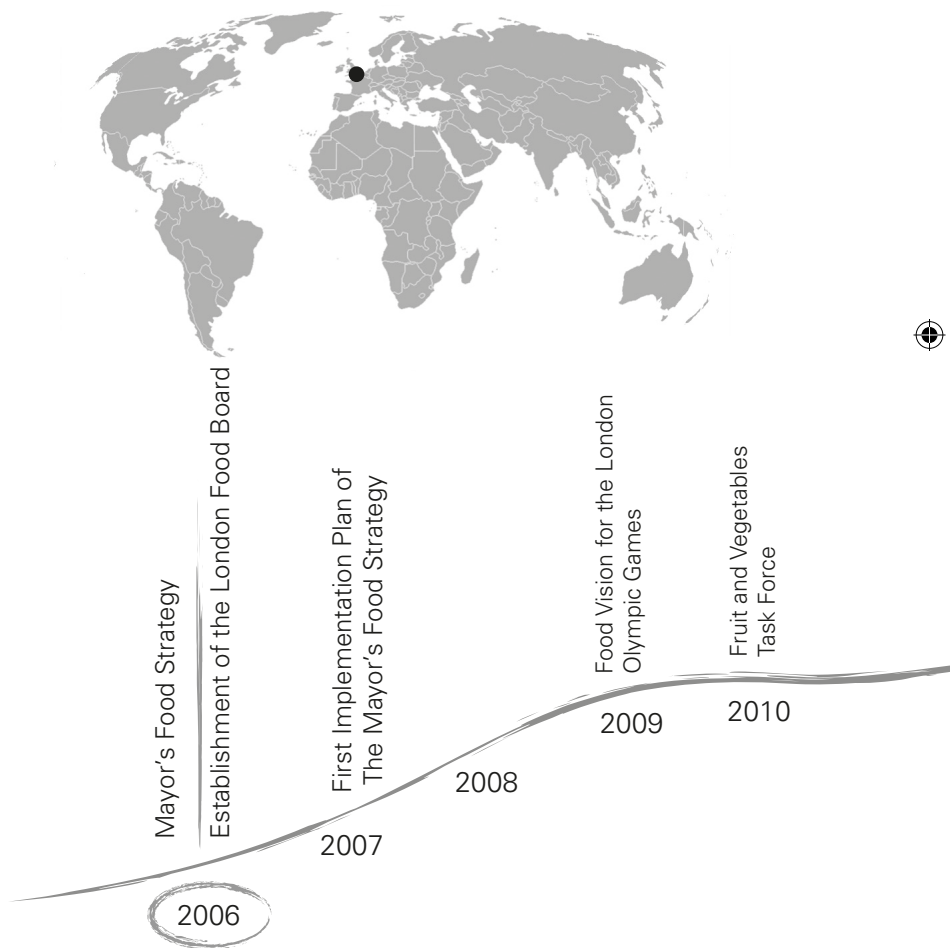 Mayor's Food Strategy
Establishment of the London Food Board
First Implementation Plan of
The Mayor's Food Strategy
Food Vision for the London
Olympic Games
Fruit and Vegetables
Task Force
2006
2007
2008
2009
2010